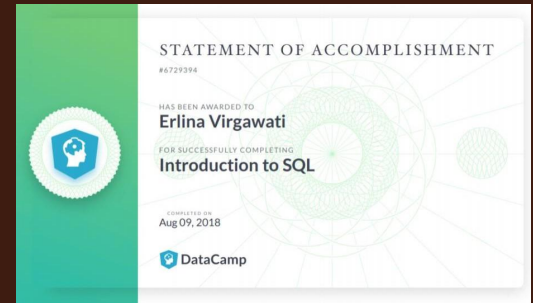 STATEMENT OF ACCOMPLISHMENT
#6729394
HAS BEEN AWARDED TO
Erlina Virgawati
FOR SUCCESSFULLY COMPLETING
Introduction to SQL
COMPLETED ON
Aug 09, 2018
DataCamp